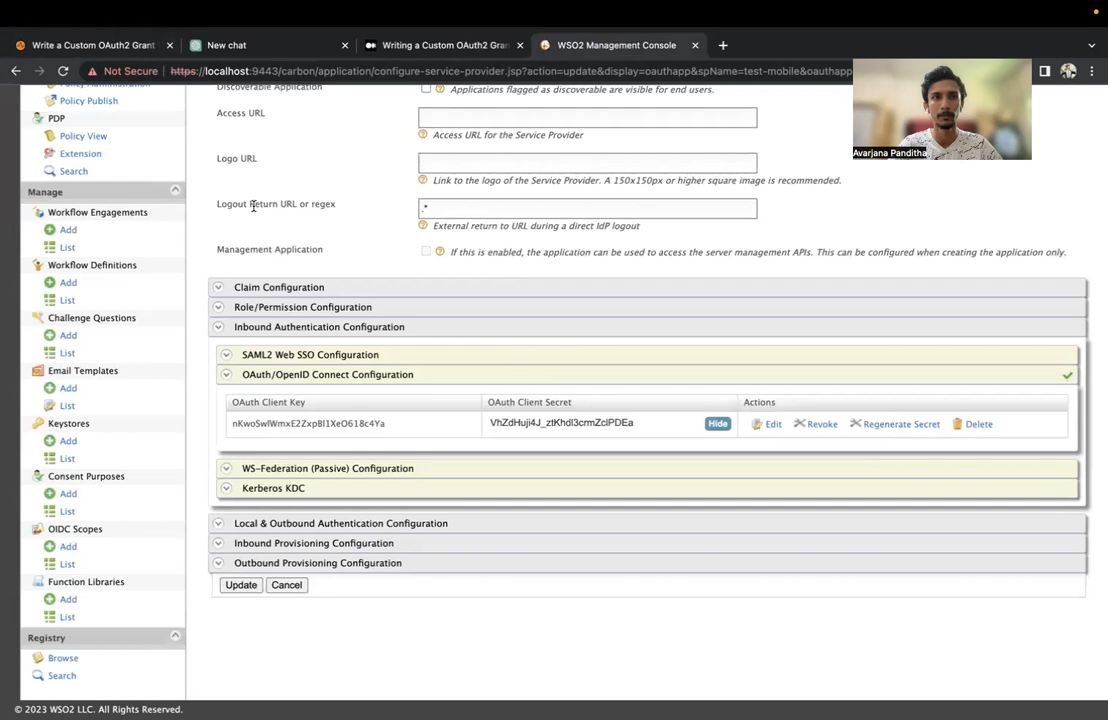 Write a Custom OAuth2 Grant
New chat
Writing a Custom OAuth2 Gran
WSO2 Management Console
Not Secure https://localhost:9443/carbon/application/configure-service-provider.jsp?action=update&display=oauthapp&spName=test-mobile&oauthapp
Avarjana Panditha
Policy Administration
Policy Publish
PDP
Policy View
Extension
Search
Manage
Workflow Engagements
Add
List
Workflow Definitions
Add
List
Challenge Questions
Add
List
Email Templates
Add
List
Keystores
Add
List
Consent Purposes
Add
List
OIDC Scopes
Add
List
Function Libraries
Add
List
Registry
Browse
Search
Discoverable Application
Applications flagged as discoverable are visible for end users.
Access URL
Access URL for the Service Provider
Logo URL
Link to the logo of the Service Provider. A 150x150px or higher square image is recommended.
Logout Return URL or regex
.*
External return to URL during a direct IdP logout
Management Application
If this is enabled, the application can be used to access the server management APIs. This can be configured when creating the application only.
Claim Configuration
Role/Permission Configuration
Inbound Authentication Configuration
SAML2 Web SSO Configuration
OAuth/OpenID Connect Configuration
OAuth Client Key OAuth Client Secret Actions
nKwoSwlWmxE2ZxpBl1XeO618c4Ya VhZdHuji4J_ztKhdl3crmZclPDEa Hide Edit Revoke Regenerate Secret Delete
WS-Federation (Passive) Configuration
Kerberos KDC
Local & Outbound Authentication Configuration
Inbound Provisioning Configuration
Outbound Provisioning Configuration
Update Cancel
© 2023 WSO2 LLC. All Rights Reserved.